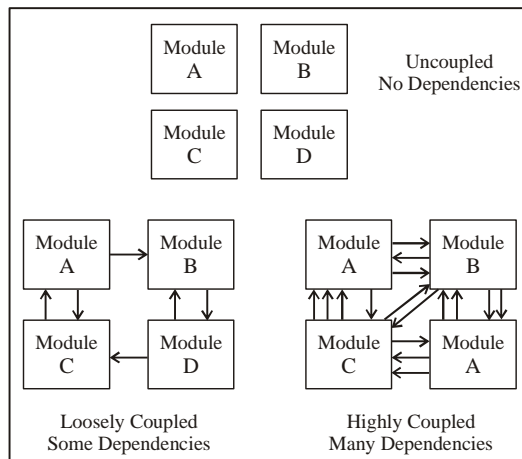 Module
A
Module
B
Uncoupled
No Dependencies
Module
C
Module
D
Module
A
Module
B
Module
C
Module
D
Loosely Coupled
Some Dependencies
Module
A
Module
B
Module
C
Module
A
Highly Coupled
Many Dependencies